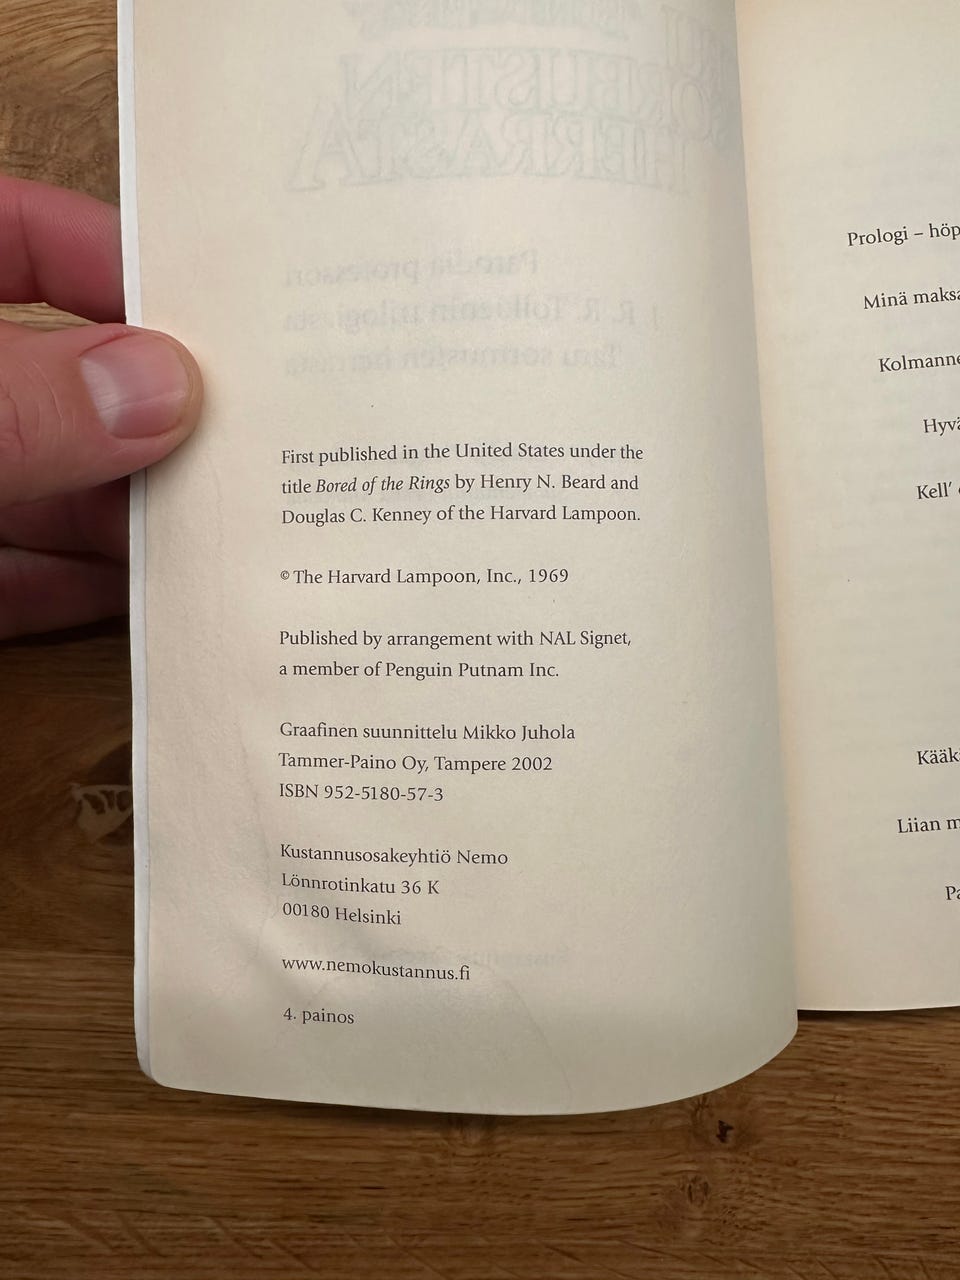 First published in the United States under the
title Bored of the Rings by Henry N. Beard and
Douglas C. Kenney of the Harvard Lampoon.
© The Harvard Lampoon, Inc., 1969
Published by arrangement with NAL Signet,
a member of Penguin Putnam Inc.
Graafinen suunnittelu Mikko Juhola
Tammer-Paino Oy, Tampere 2002
ISBN 952-5180-57-3
Kustannusosakeyhtiö Nemo
Lönnrotinkatu 36 K
00180 Helsinki
www.nemokustannus.fi
4. painos
Prologi – höp
Minä maksa
Kolmanne
Hyvä
Kell'
Kääk
Liian m
Pa